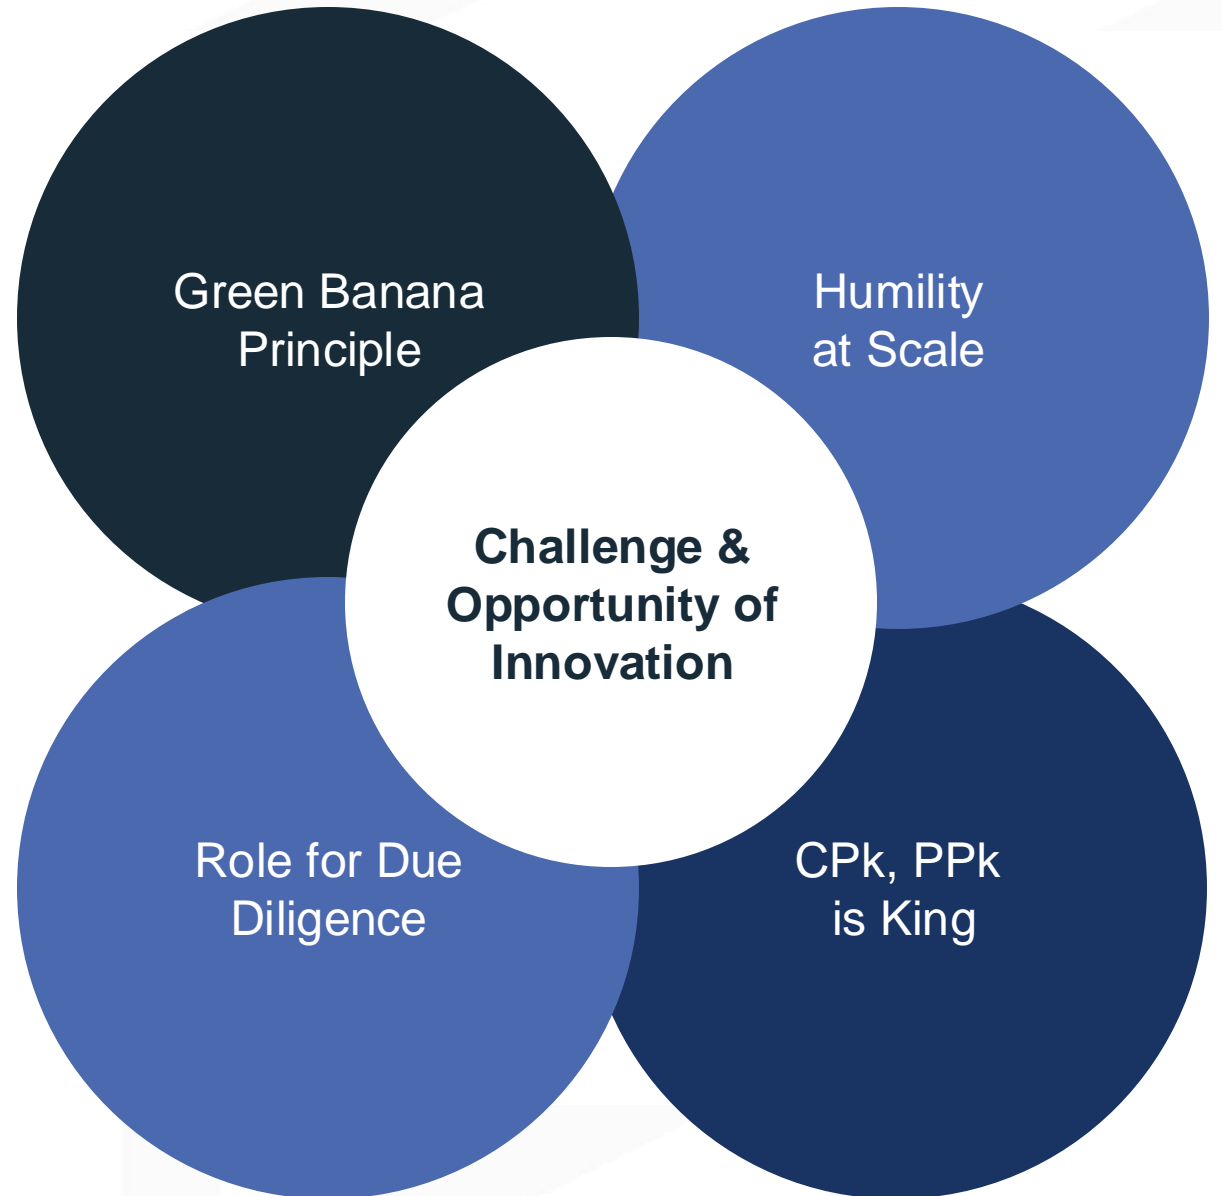 Green Banana
Principle
Humility
at Scale
Challenge &
Opportunity of
Innovation
Role for Due
Diligence
CPk, PPk
is King